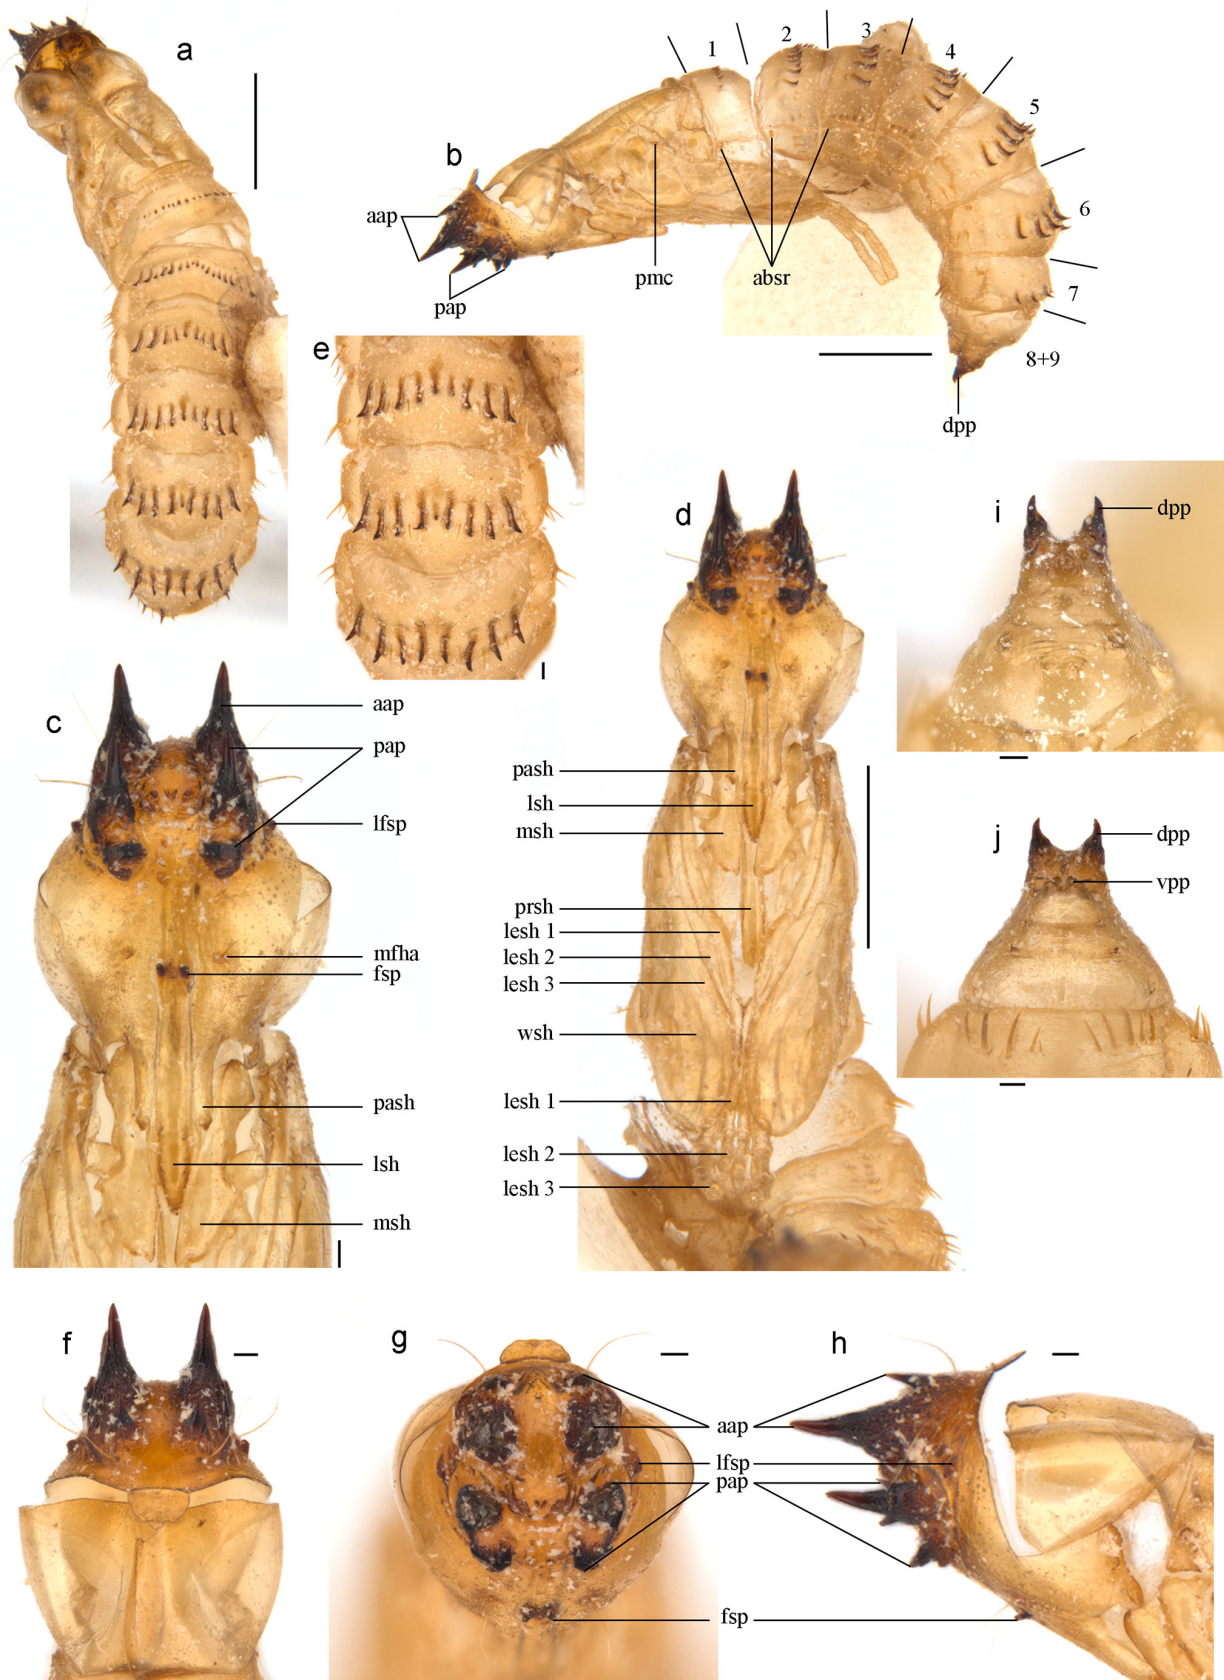 a
b
1
2
3
4
5
6
7
8+9
aap
pap
pmc
absr
dpp
e
c
aap
pap
lfsp
mfha
fsp
pash
lsh
msh
d
pash
lsh
msh
prsh
lesh 1
lesh 2
lesh 3
wsh
lesh 1
lesh 2
lesh 3
i
dpp
j
dpp
vpp
f
g
h
aap
lfsp
pap
fsp